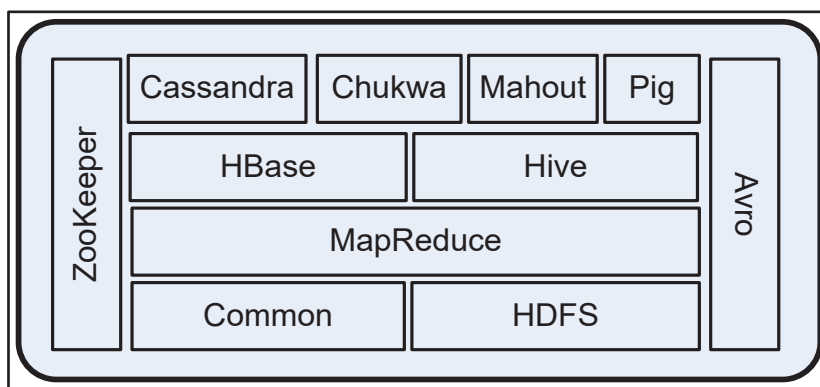 ZooKeeper
Cassandra Chukwa Mahout Pig
HBase Hive
MapReduce
Common HDFS
Avro